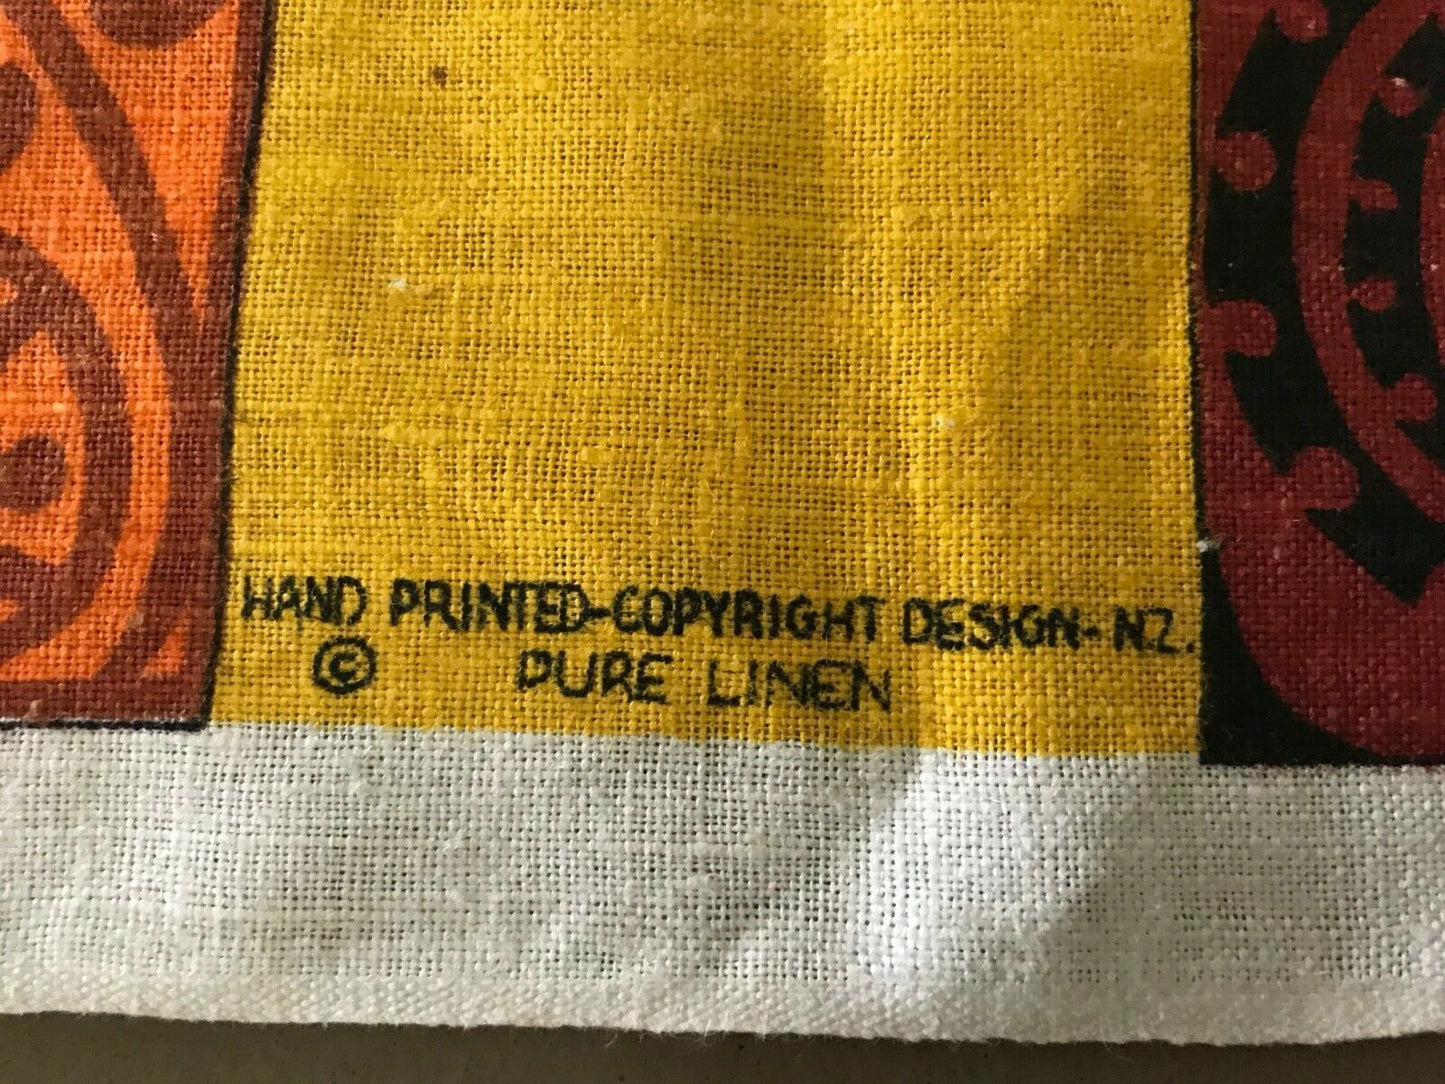 HAND PRINTED-COPYRIGHT DESIGN-NZ.
© PURE LINEN